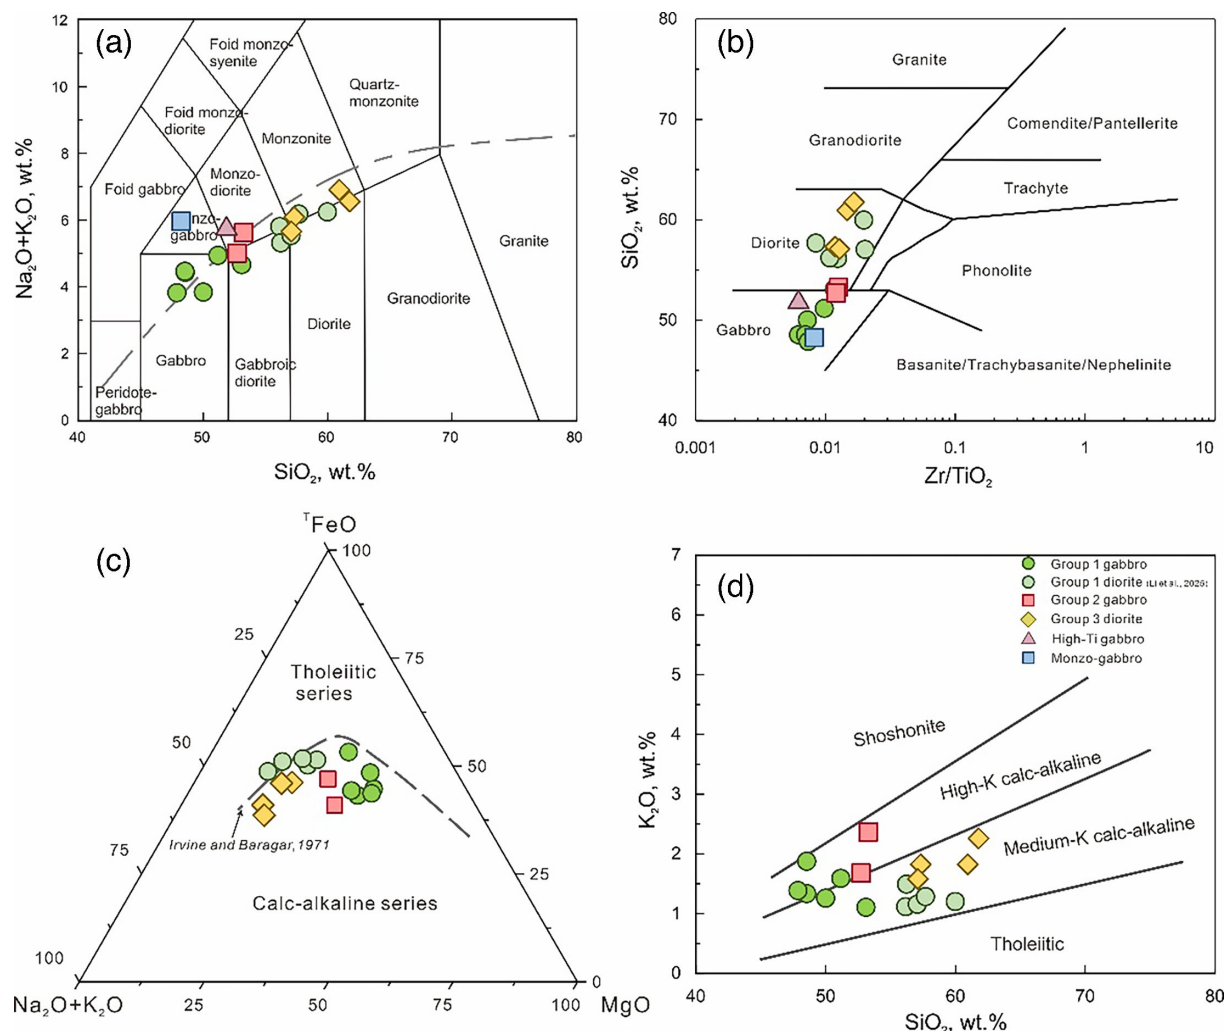 (a)
12
10
8
6
4
2
0
Na₂O+K₂O, wt.%
Foid monzo-
syenite
Foid monzo-
diorite
Foid gabbro
Monzo-
diorite
Monzonite
Quartz-
monzonite
nzo-
gabbro
Peridote-
gabbro
Gabbro
Gabbroic
diorite
Diorite
Granodiorite
Granite
40
50
60
70
80
SiO₂, wt.%
(b)
80
70
60
50
40
SiO₂, wt.%
Granite
Granodiorite
Comendite/Pantellerite
Trachyte
Diorite
Phonolite
Gabbro
Basanite/Trachybasanite/Nephelinite
0.001
0.01
0.1
1
10
Zr/TiO₂
(c)
ᵀFeO
100
25
75
Tholeiitic
series
50
50
Irvine and Baragar, 1971
75
25
Calc-alkaline series
100
0
Na₂O+K₂O
25
50
75
100
MgO
(d)
7
6
5
4
3
2
1
0
K₂O, wt.%
Group 1 gabbro
Group 1 diorite (Li et al., 2025)
Group 2 gabbro
Group 3 diorite
High-Ti gabbro
Monzo-gabbro
Shoshonite
High-K calc-alkaline
Medium-K calc-alkaline
Tholeiitic
40
50
60
70
80
SiO₂, wt.%